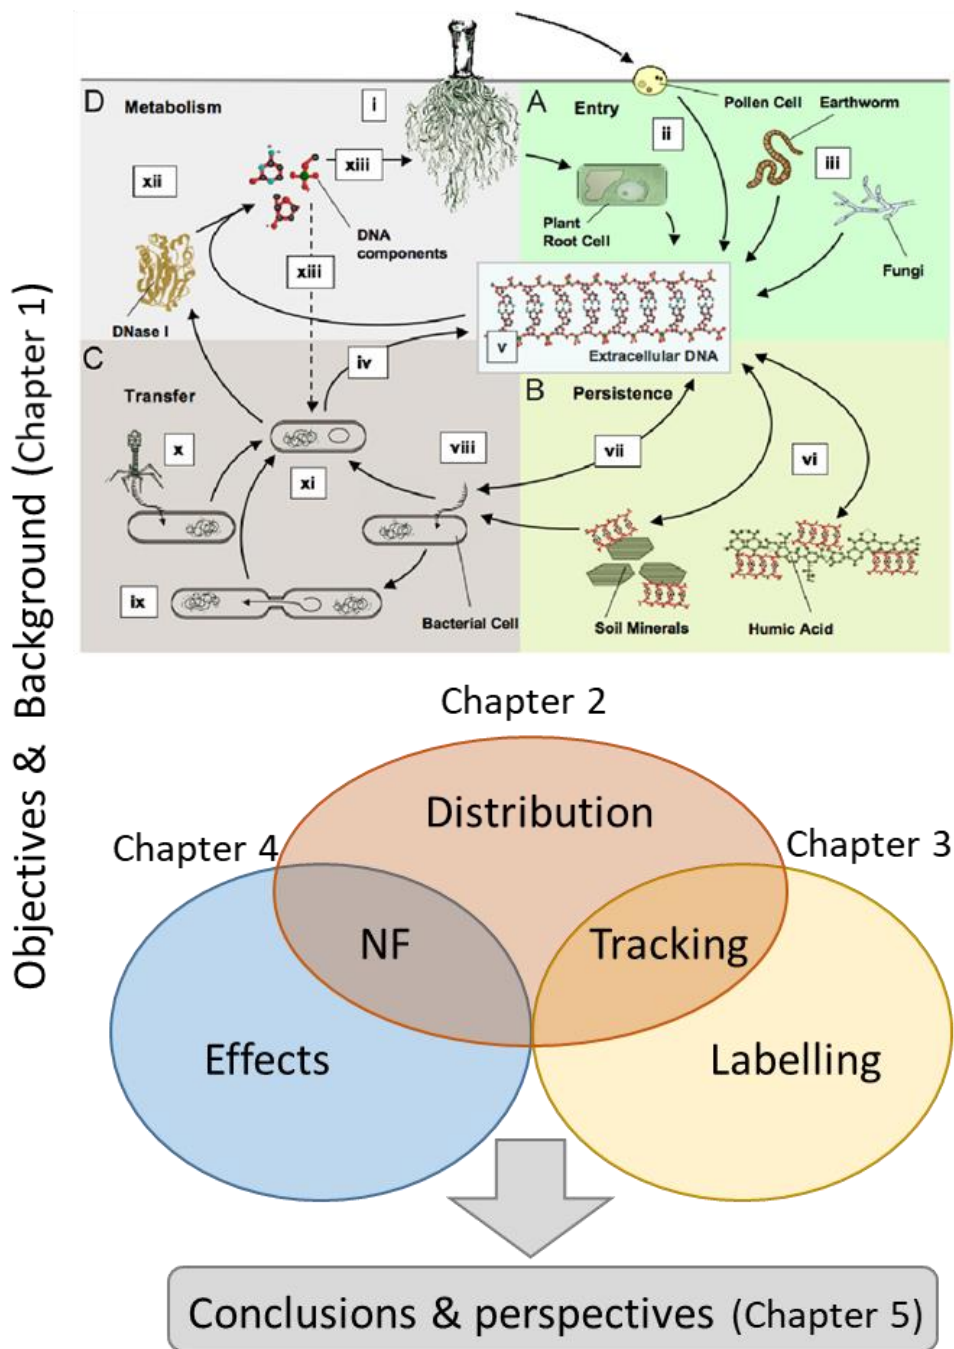 Objectives & Background (Chapter 1)
D Metabolism
i
xii
xiii
DNA
components
xiii
DNase I
A Entry
Pollen Cell
Earthworm
ii
iii
Plant
Root Cell
Fungi
v
Extracellular DNA
C
Transfer
iv
x
viii
xi
ix
Bacterial Cell
B Persistence
vii
vi
Soil Minerals
Humic Acid
Chapter 2
Distribution
Chapter 4
Chapter 3
NF
Tracking
Effects
Labelling
Conclusions & perspectives (Chapter 5)